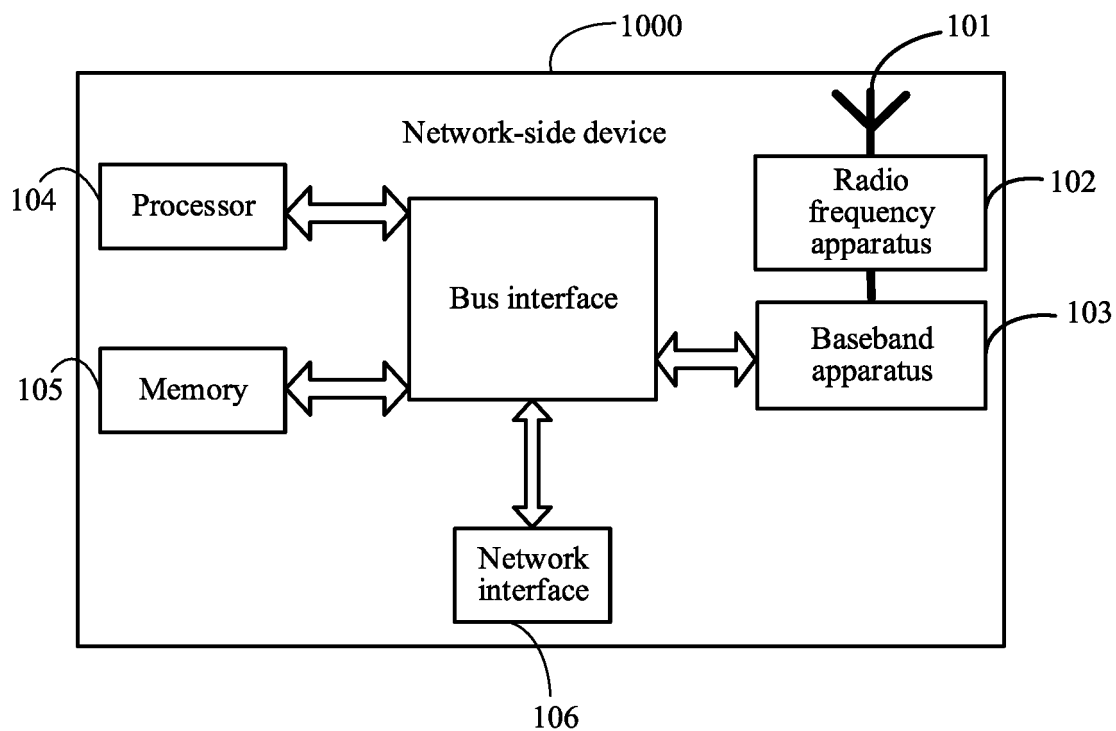 1000
101
Network-side device
104
Processor
Radio
frequency
apparatus
102
Bus interface
103
Baseband
apparatus
105
Memory
Network
interface
106